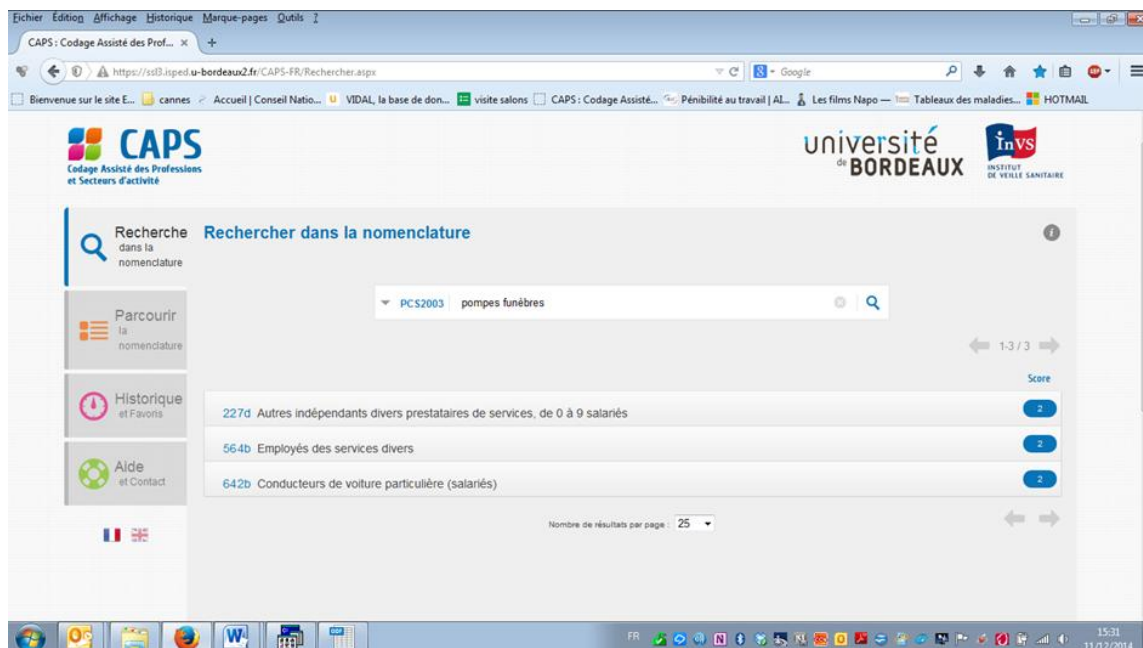 Fichier Édition Affichage Historique Marque-pages Outils ?
CAPS : Codage Assisté des Prof... × +
https://ssl3.isped.u-bordeaux2.fr/CAPS-FR/Rechercher.aspx
Google
Bienvenue sur le site E... cannes Accueil | Conseil Natio... VIDAL, la base de don... visite salons CAPS : Codage Assisté... Pénibilité au travail | Al... Les films Napo — Tableaux des maladies... HOTMAIL
CAPS
Codage Assisté des Professions
et Secteurs d'activité
université
de BORDEAUX
InVS
INSTITUT
DE VEILLE SANITAIRE
Recherche
dans la
nomenclature
Rechercher dans la nomenclature
PCS2003 pompes funèbres
Parcourir
la
nomenclature
1-3 / 3
Score
Historique
et Favoris
227d Autres indépendants divers prestataires de services, de 0 à 9 salariés 2
564b Employés des services divers 2
Aide
et Contact
642b Conducteurs de voiture particulière (salariés) 2
Nombre de résultats par page : 25
FR
15:31
11/12/2014